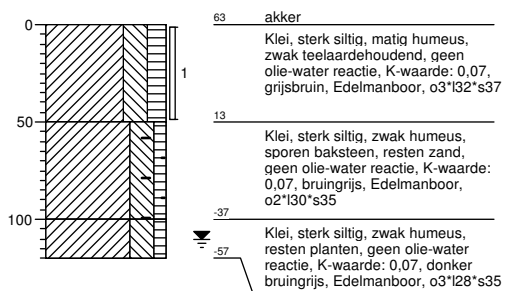 0
50
100
1
63 akker
Klei, sterk siltig, matig humeus,
zwak teelaardehoudend, geen
olie-water reactie, K-waarde: 0,07,
grijsbruin, Edelmanboor, o3*l32*s37
13
Klei, sterk siltig, zwak humeus,
sporen baksteen, resten zand,
geen olie-water reactie, K-waarde:
0,07, bruingrijs, Edelmanboor,
o2*l30*s35
-37
Klei, sterk siltig, zwak humeus,
resten planten, geen olie-water
reactie, K-waarde: 0,07, donker
bruingrijs, Edelmanboor, o3*l28*s35
-57